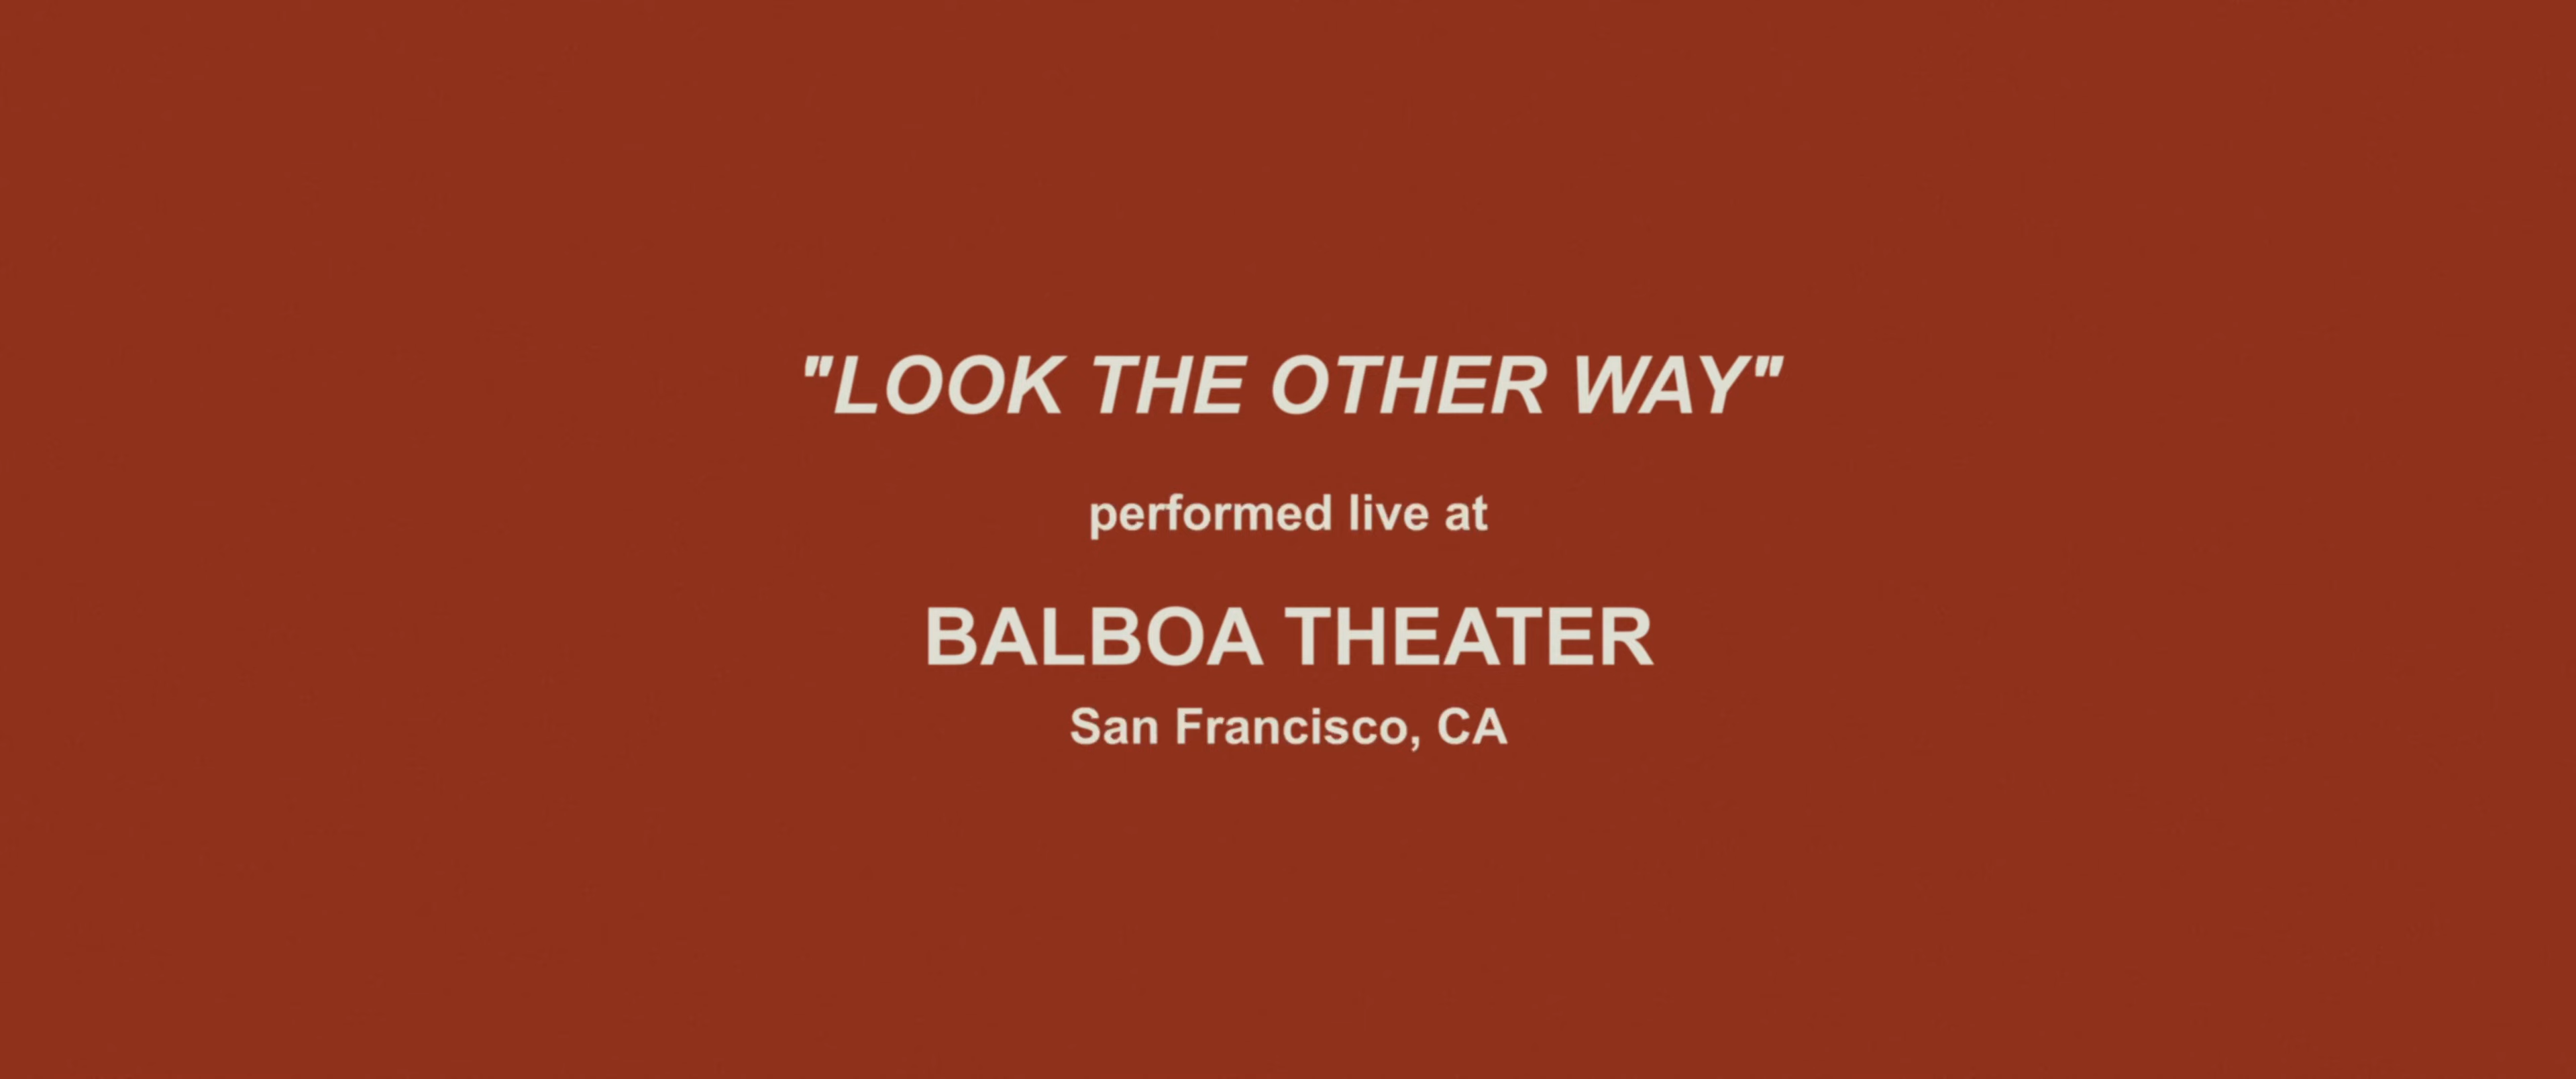 "LOOK THE OTHER WAY"
performed live at
BALBOA THEATER
San Francisco, CA